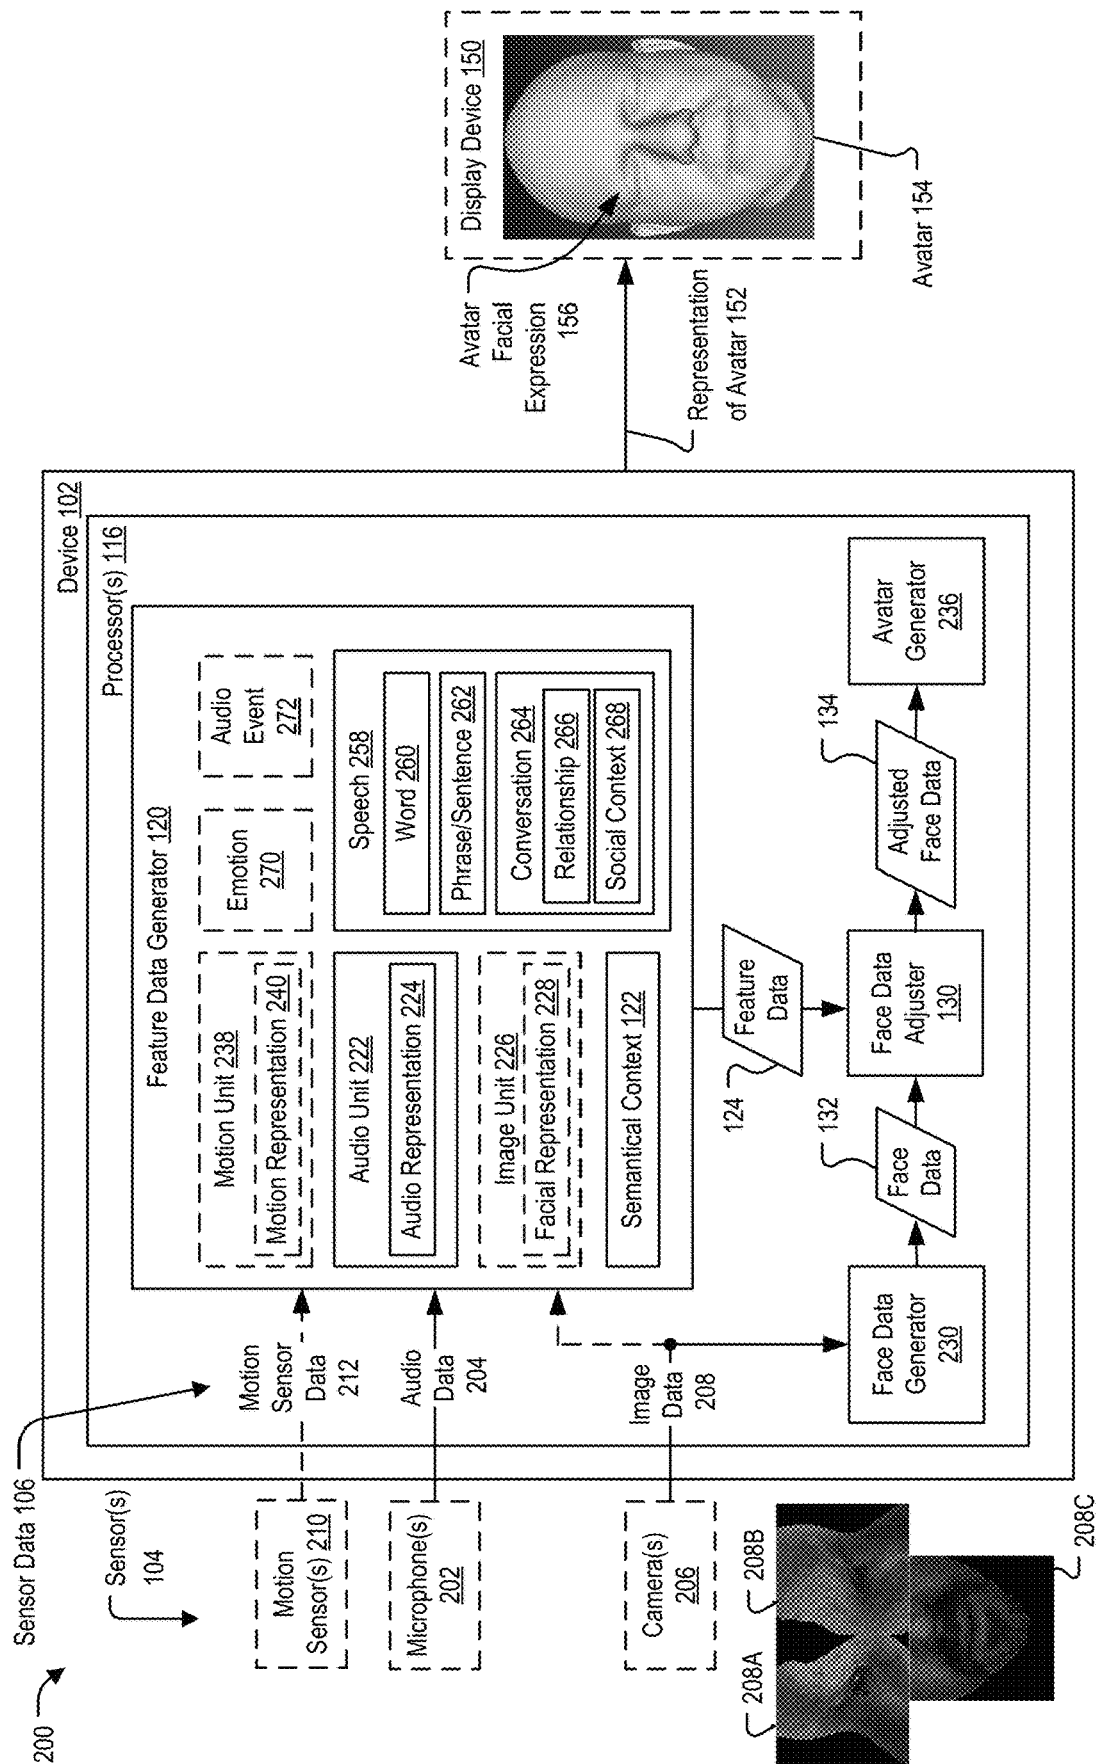 200
Sensor Data 106
Sensor(s)
104
Motion
Sensor(s) 210
Microphone(s)
202
Camera(s)
206
208A
208B
208C
Device 102
Processor(s) 116
Motion
Sensor
Data
212
Audio
Data
204
Image
Data
208
Feature Data Generator 120
Motion Unit 238
Motion Representation 240
Emotion
270
Audio
Event
272
Audio Unit 222
Audio Representation 224
Image Unit 226
Facial Representation 228
Semantical Context 122
Speech 258
Word 260
Phrase/Sentence 262
Conversation 264
Relationship 266
Social Context 268
124
Feature
Data
Face Data
Generator
230
132
Face
Data
Face Data
Adjuster
130
134
Adjusted
Face Data
Avatar
Generator
236
Representation
of Avatar 152
Avatar
Facial
Expression
156
Display Device 150
Avatar 154